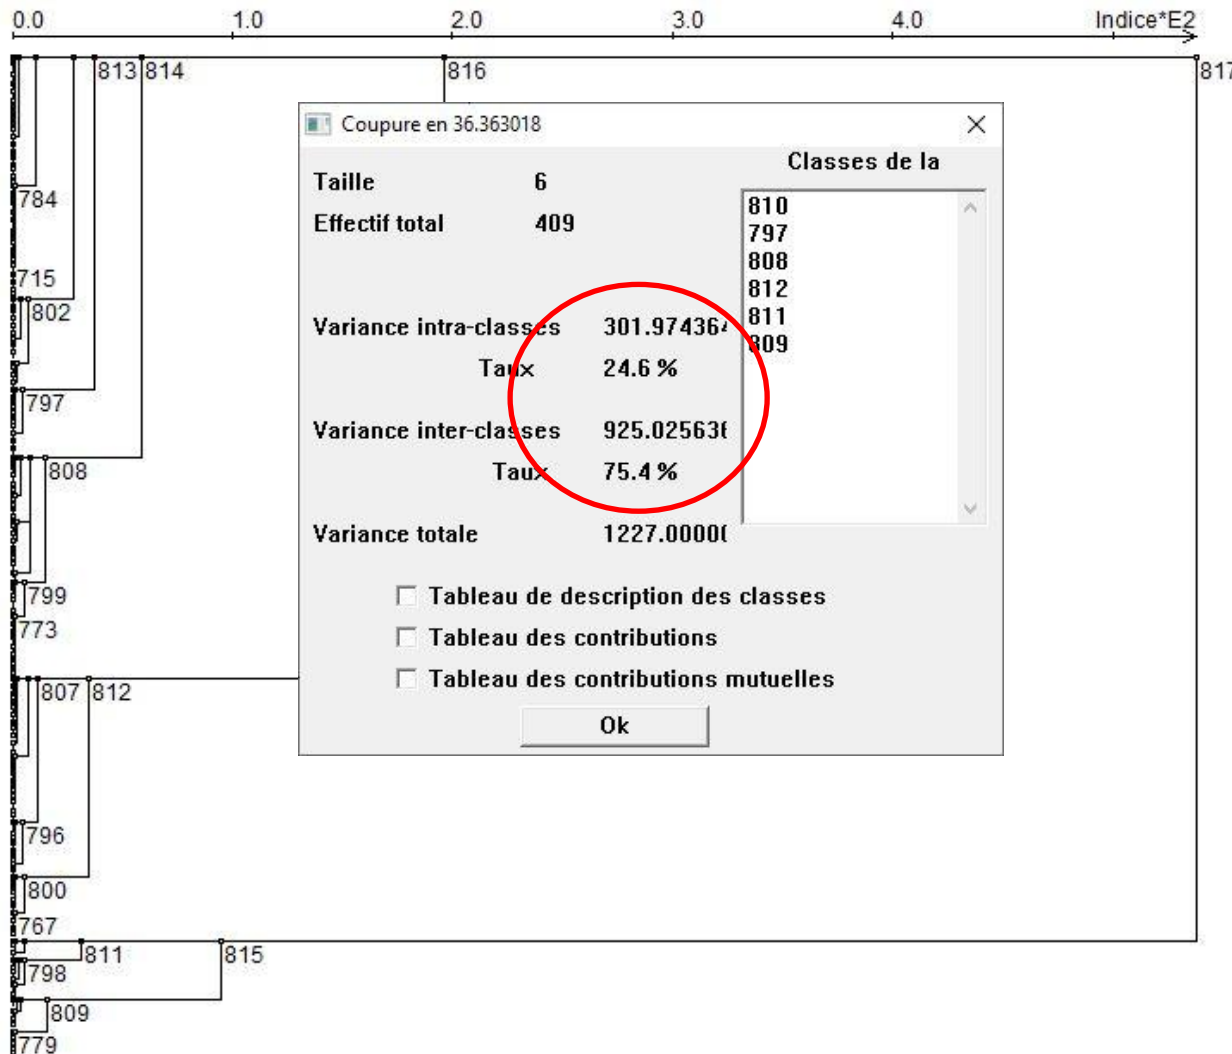 0.0 1.0 2.0 3.0 4.0 Indice*E2
813 814 816 817
Coupure en 36.363018
Classes de la
Taille 6
784
810
Effectif total 409
797
808
715
812
802
811
Variance intra-classes 301.974364
809
Taux 24.6 %
797
Variance inter-classes 925.025636
808
Taux 75.4 %
Variance totale 1227.00000
799
Tableau de description des classes
773
Tableau des contributions
807 812
Tableau des contributions mutuelles
Ok
796
800
767
811 815
798
809
779